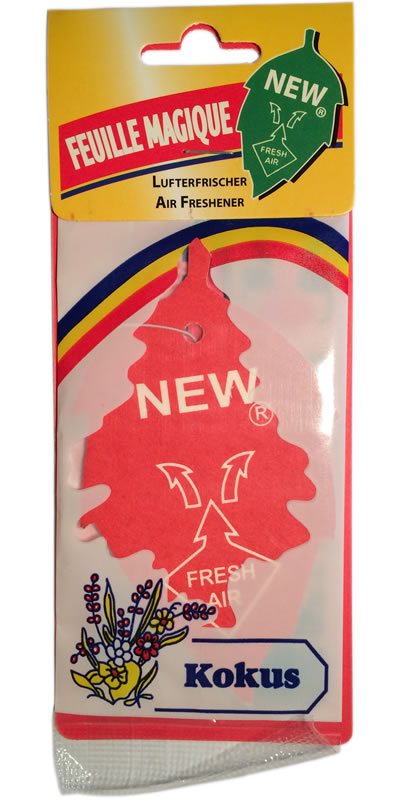 NEW
®
FRESH
AIR
FEUILLE MAGIQUE
LUFTERFRISCHER
AIR FRESHENER
NEW
®
FRESH
AIR
Kokus